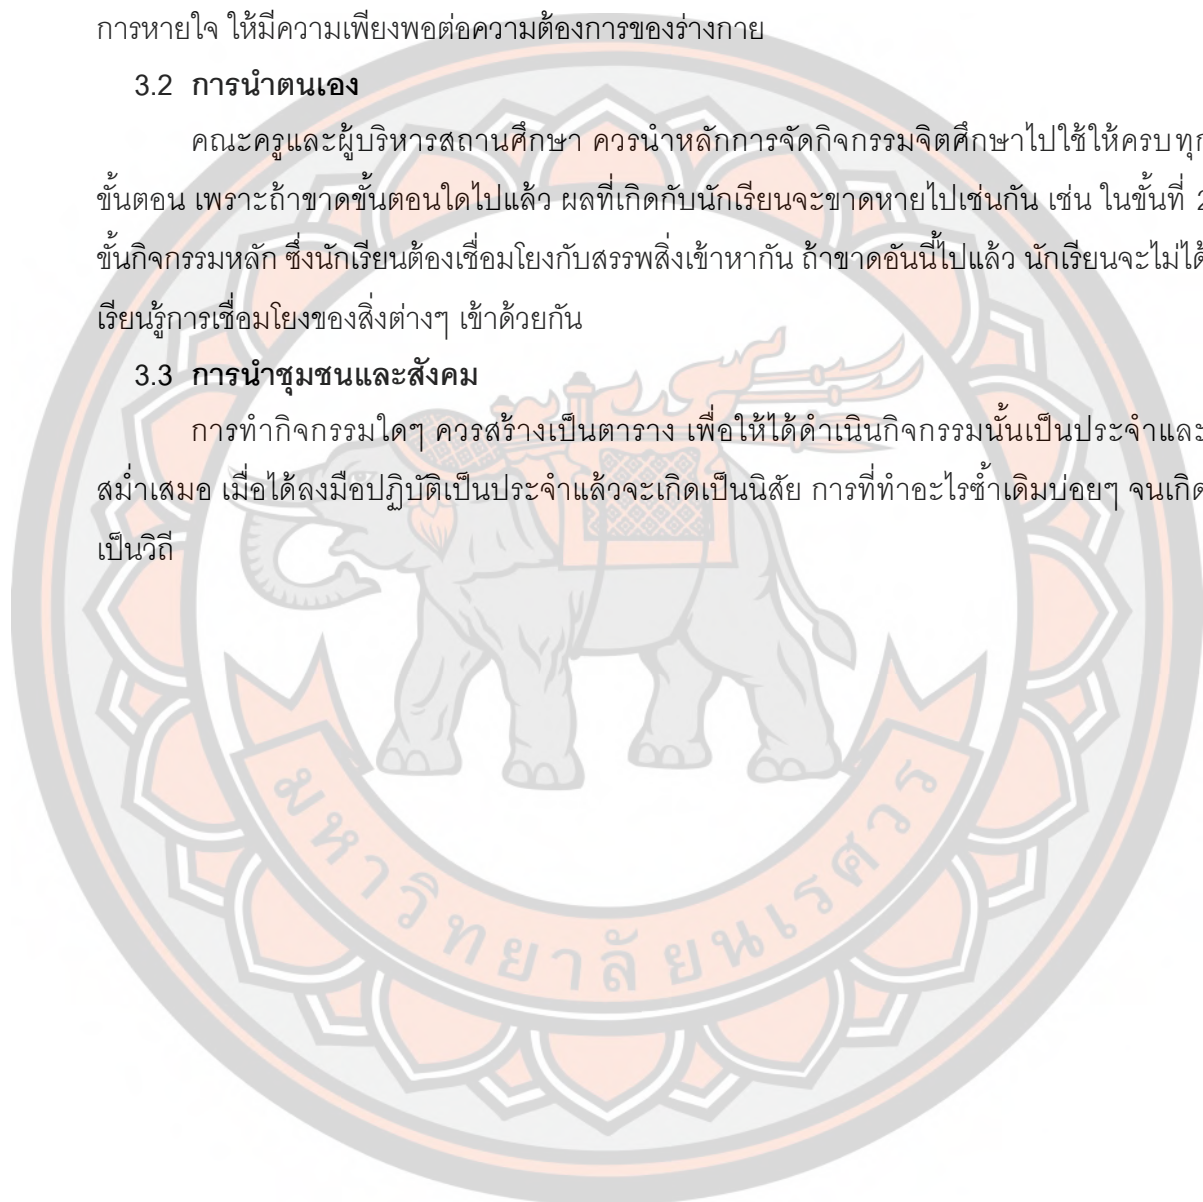 การหายใจ ให้มีความเพียงพอต่อความต้องการของร่างกาย
3.2 การนำตนเอง
คณะครูและผู้บริหารสถานศึกษา ควรนำหลักการจัดกิจกรรมจิตศึกษาไปใช้ให้ครบทุก
ขั้นตอน เพราะถ้าขาดขั้นตอนใดไปแล้ว ผลที่เกิดกับนักเรียนจะขาดหายไปเช่นกัน เช่น ในขั้นที่ 2
ขั้นกิจกรรมหลัก ซึ่งนักเรียนต้องเชื่อมโยงกับสรรพสิ่งเข้าหากัน ถ้าขาดอันนี้ไปแล้ว นักเรียนจะไม่ได้
เรียนรู้การเชื่อมโยงของสิ่งต่างๆ เข้าด้วยกัน
3.3 การนำชุมชนและสังคม
การทำกิจกรรมใดๆ ควรสร้างเป็นตาราง เพื่อให้ได้ดำเนินกิจกรรมนั้นเป็นประจำและ
สม่ำเสมอ เมื่อได้ลงมือปฏิบัติเป็นประจำแล้วจะเกิดเป็นนิสัย การที่ทำอะไรซ้ำเดิมบ่อยๆ จนเกิด
เป็นวิถี
มหาวิทยาลัยนเรศวร